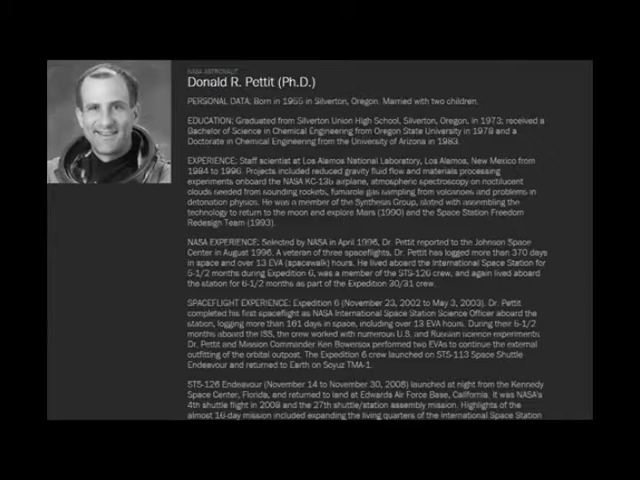 NASA ASTRONAUT
Donald R. Pettit (Ph.D.)
PERSONAL DATA: Born in 1955 in Silverton, Oregon. Married with two children.
EDUCATION: Graduated from Silverton Union High School, Silverton, Oregon, in 1973; received a
Bachelor of Science in Chemical Engineering from Oregon State University in 1978 and a
Doctorate in Chemical Engineering from the University of Arizona in 1983.
EXPERIENCE: Staff scientist at Los Alamos National Laboratory, Los Alamos, New Mexico from
1984 to 1996. Projects included reduced gravity fluid flow and materials processing
experiments onboard the NASA KC-135 airplane, atmospheric spectroscopy on noctilucent
clouds seeded from sounding rockets, fumarole gas sampling from volcanoes and problems in
detonation physics. He was a member of the Synthesis Group, slated with assembling the
technology to return to the moon and explore Mars (1990) and the Space Station Freedom
Redesign Team (1993).
NASA EXPERIENCE: Selected by NASA in April 1996, Dr. Pettit reported to the Johnson Space
Center in August 1996. A veteran of three spaceflights, Dr. Pettit has logged more than 370 days
in space and over 13 EVA (spacewalk) hours. He lived aboard the International Space Station for
5-1/2 months during Expedition 6, was a member of the STS-126 crew, and again lived aboard
the station for 6-1/2 months as part of the Expedition 30/31 crew.
SPACEFLIGHT EXPERIENCE: Expedition 6 (November 23, 2002 to May 3, 2003). Dr. Pettit
completed his first spaceflight as NASA International Space Station Science Officer aboard the
station, logging more than 161 days in space, including over 13 EVA hours. During their 5-1/2
months aboard the ISS, the crew worked with numerous U.S. and Russian science experiments.
Dr. Pettit and Mission Commander Ken Bowersox performed two EVAs to continue the external
outfitting of the orbital outpost. The Expedition 6 crew launched on STS-113 Space Shuttle
Endeavour and returned to Earth on Soyuz TMA-1.
STS-126 Endeavour (November 14 to November 30, 2008) launched at night from the Kennedy
Space Center, Florida, and returned to land at Edwards Air Force Base, California. It was NASA's
4th shuttle flight in 2008 and the 27th shuttle/station assembly mission. Highlights of the
almost 16-day mission included expanding the living quarters of the International Space Station